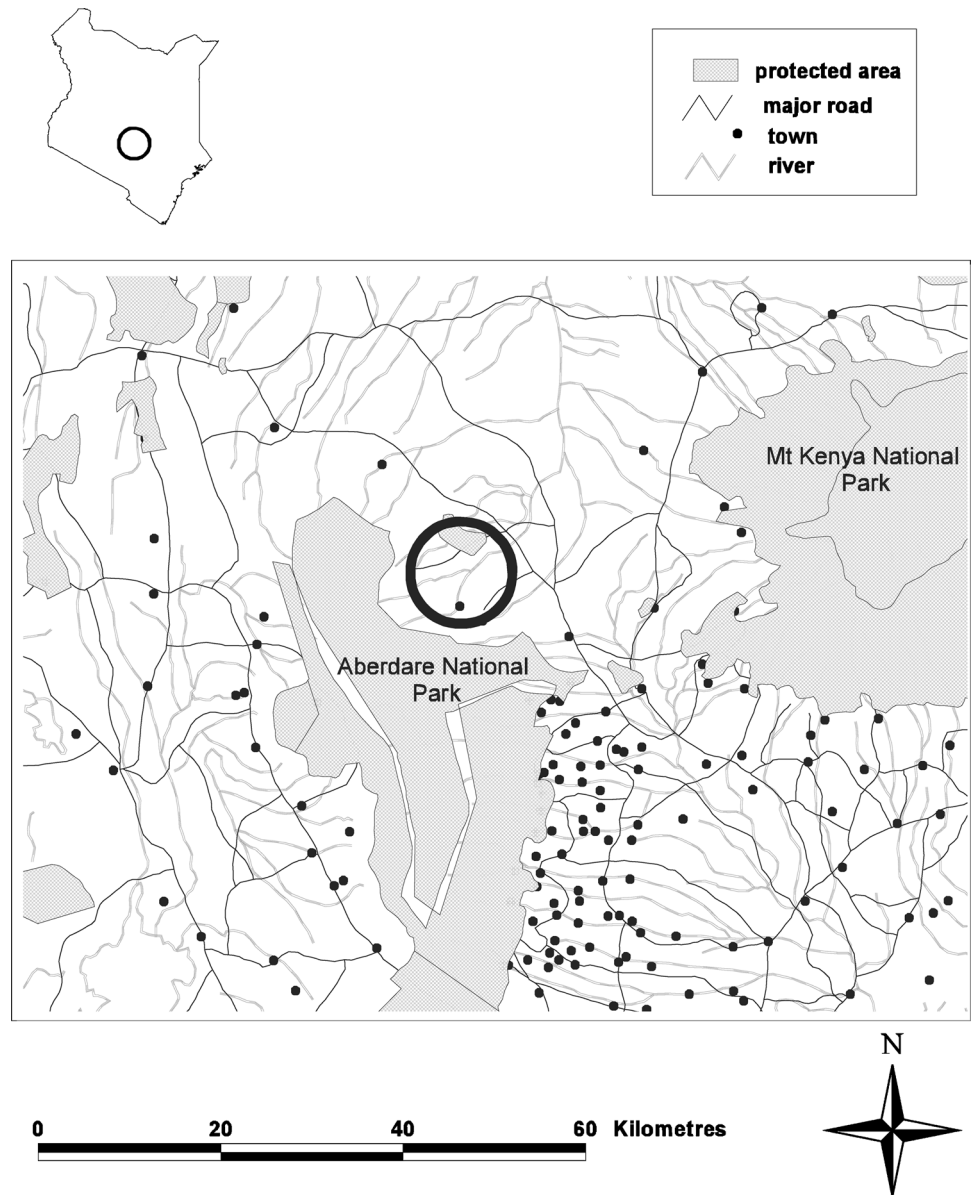 protected area
major road
town
river
Mt Kenya National
Park
Aberdare National
Park
N
0 20 40 60 Kilometres